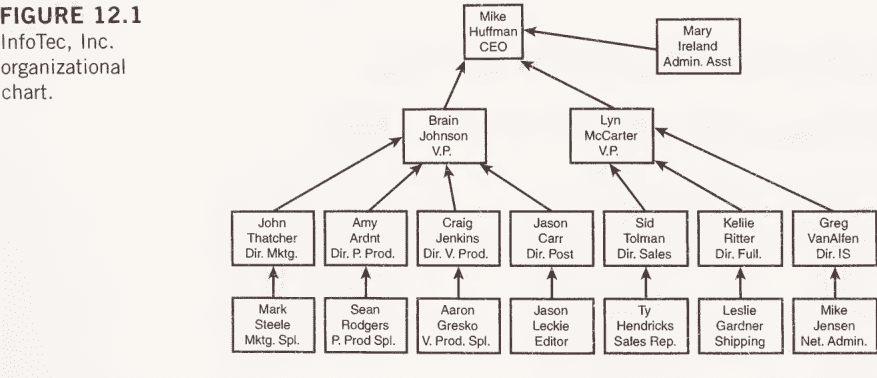 FIGURE 12.1
InfoTec, Inc.
organizational
chart.
Mike
Huffman
CEO
Mary
Ireland
Admin. Asst
Brain
Johnson
V.P.
Lyn
McCarter
V.P.
John
Thatcher
Dir. Mktg.
Amy
Ardnt
Dir. P. Prod.
Craig
Jenkins
Dir. V. Prod.
Jason
Carr
Dir. Post
Sid
Tolman
Dir. Sales
Keliie
Ritter
Dir. Full.
Greg
VanAlfen
Dir. IS
Mark
Steele
Mktg. Spl.
Sean
Rodgers
P. Prod Spl.
Aaron
Gresko
V. Prod. Spl.
Jason
Leckie
Editor
Ty
Hendricks
Sales Rep.
Leslie
Gardner
Shipping
Mike
Jensen
Net. Admin.